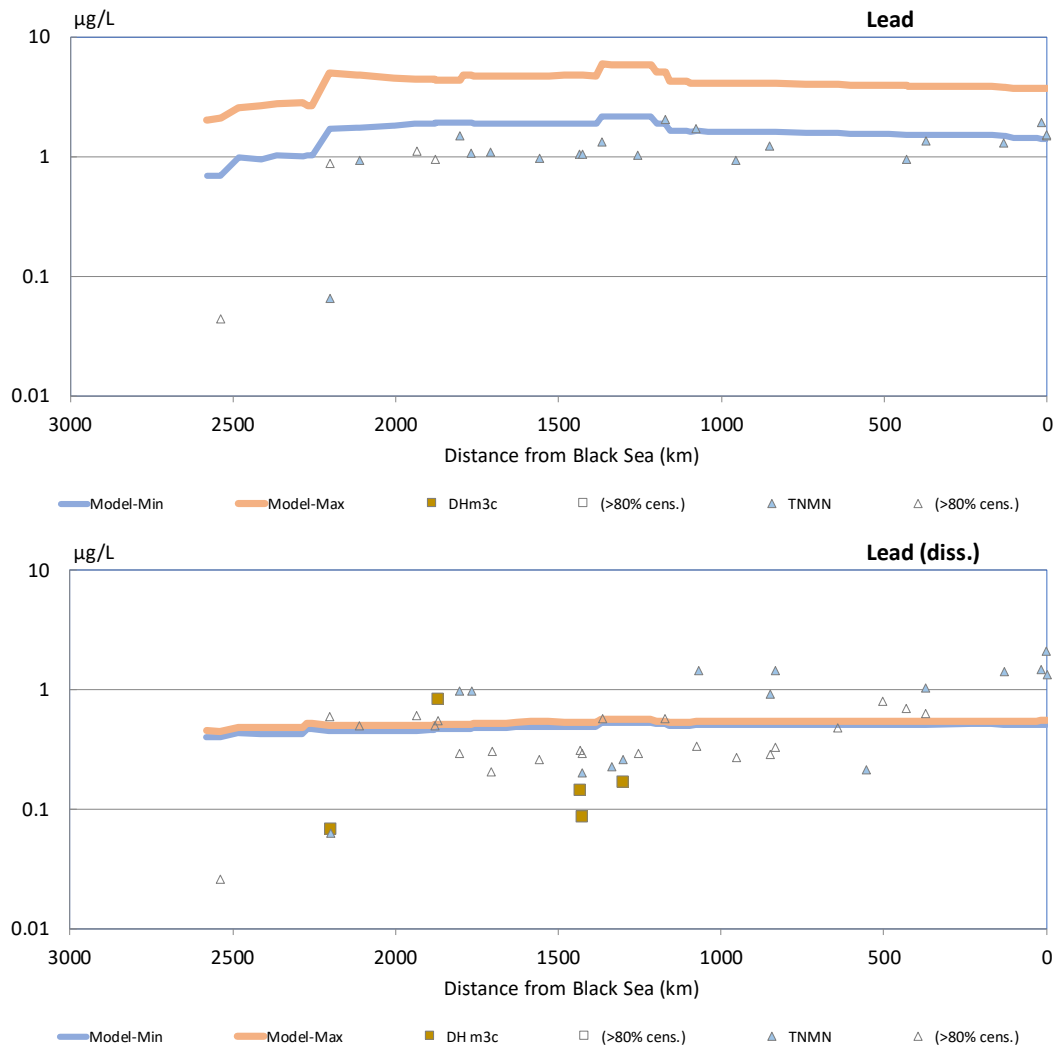 µg/L Lead
10
1
0.1
0.01
3000 2500 2000 1500 1000 500 0
Distance from Black Sea (km)
Model-Min Model-Max DHm3c (>80% cens.) TNMN (>80% cens.)
µg/L Lead (diss.)
10
1
0.1
0.01
3000 2500 2000 1500 1000 500 0
Distance from Black Sea (km)
Model-Min Model-Max DH m3c (>80% cens.) TNMN (>80% cens.)